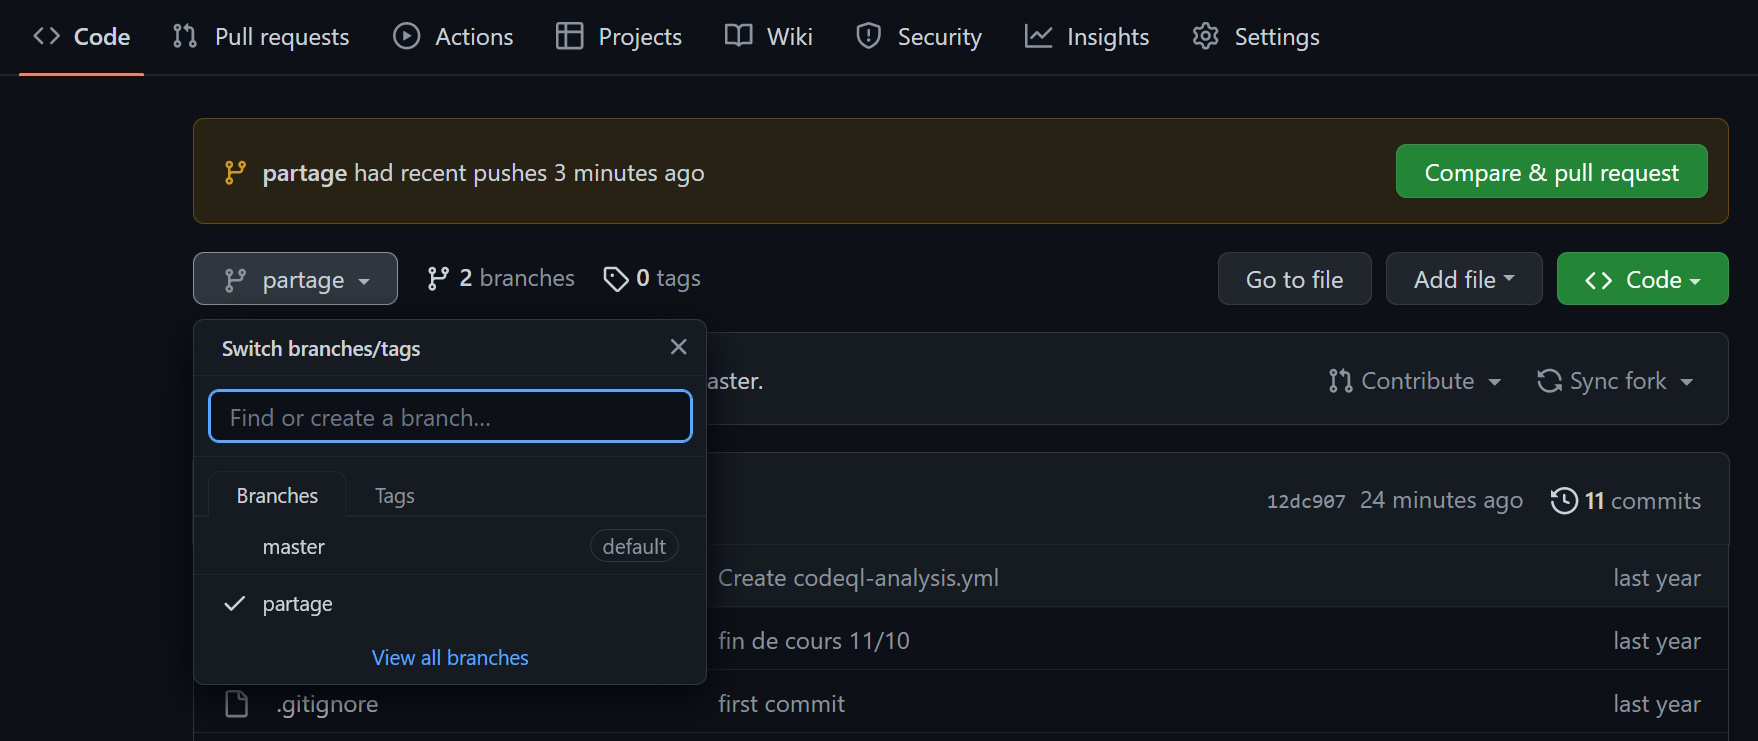 Code Pull requests Actions Projects Wiki Security Insights Settings
partage had recent pushes 3 minutes ago
Compare & pull request
partage 2 branches 0 tags Go to file Add file Code
Switch branches/tags
Find or create a branch...
Branches Tags
master default
partage
View all branches
aster. Contribute Sync fork
12dc907 24 minutes ago 11 commits
Create codeql-analysis.yml last year
fin de cours 11/10 last year
.gitignore first commit last year